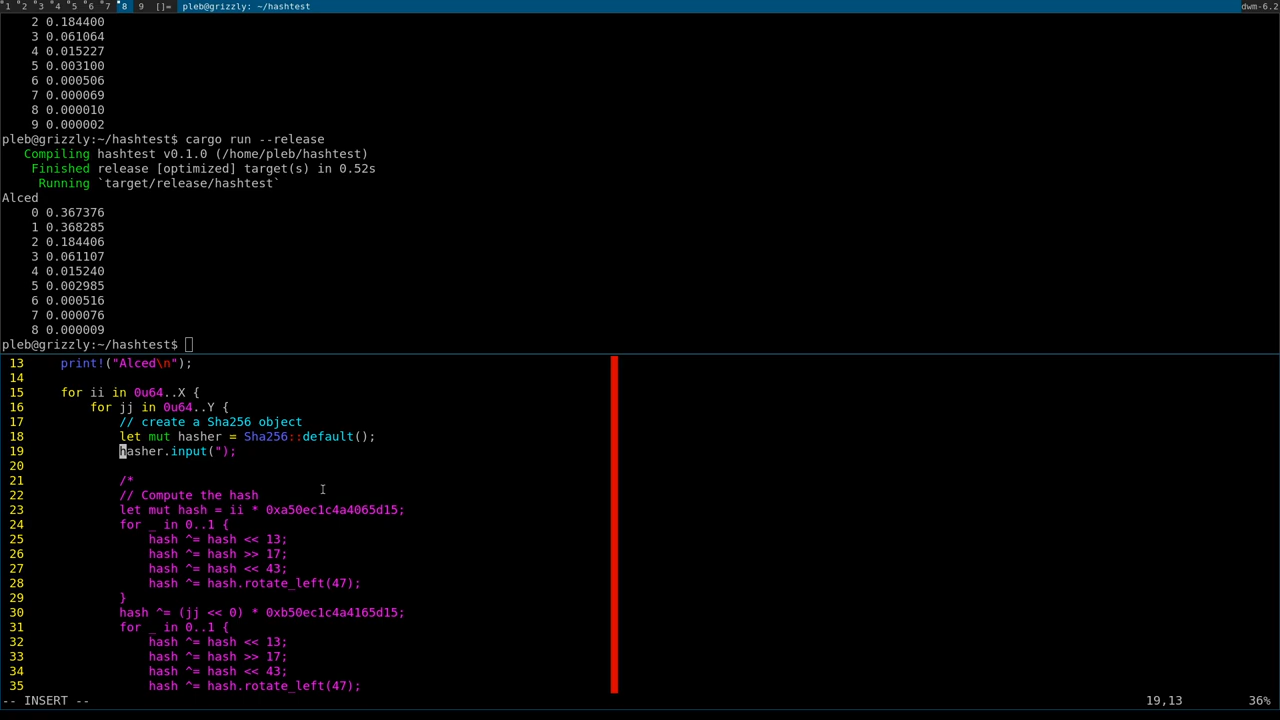 1 2 3 4 5 6 7 8 9 []= pleb@grizzly: ~/hashtest dwm-6.2
2 0.184400
3 0.061064
4 0.015227
5 0.003100
6 0.000506
7 0.000069
8 0.000010
9 0.000002
pleb@grizzly:~/hashtest$ cargo run --release
Compiling hashtest v0.1.0 (/home/pleb/hashtest)
Finished release [optimized] target(s) in 0.52s
Running `target/release/hashtest`
Alced
0 0.367376
1 0.368285
2 0.184406
3 0.061107
4 0.015240
5 0.002985
6 0.000516
7 0.000076
8 0.000009
pleb@grizzly:~/hashtest$
13 print!("Alced\n");
14
15 for ii in 0u64..X {
16 for jj in 0u64..Y {
17 // create a Sha256 object
18 let mut hasher = Sha256::default();
19 hasher.input(");
20
21 /*
22 // Compute the hash
23 let mut hash = ii * 0xa50ec1c4a4065d15;
24 for _ in 0..1 {
25 hash ^= hash << 13;
26 hash ^= hash >> 17;
27 hash ^= hash << 43;
28 hash ^= hash.rotate_left(47);
29 }
30 hash ^= (jj << 0) * 0xb50ec1c4a4165d15;
31 for _ in 0..1 {
32 hash ^= hash << 13;
33 hash ^= hash >> 17;
34 hash ^= hash << 43;
35 hash ^= hash.rotate_left(47);
-- INSERT -- 19,13 36%